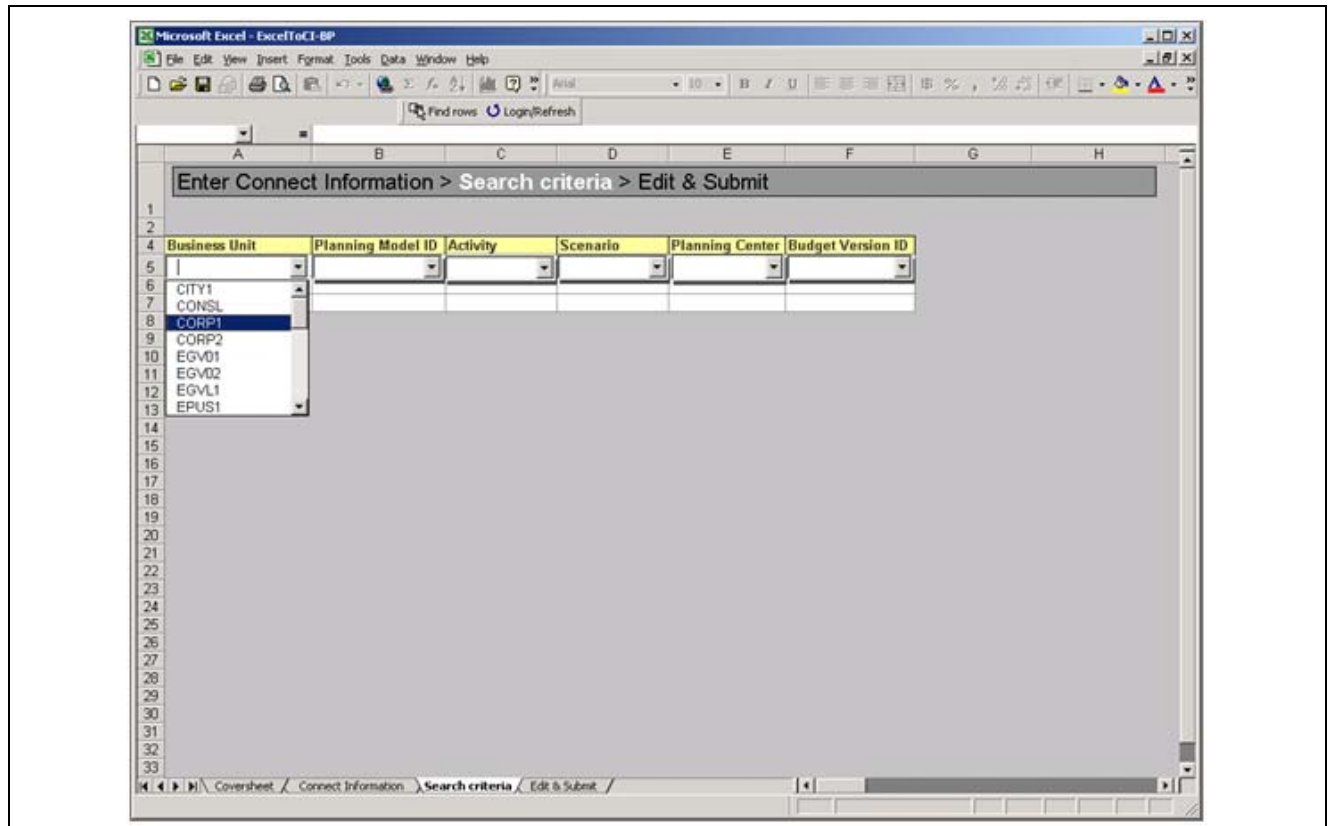 Microsoft Excel - ExcelToCI-BP
File Edit View Insert Format Tools Data Window Help
Arial 10 B I U $ % ,
Find rows Login/Refresh
=
A B C D E F G H
Enter Connect Information > Search criteria > Edit & Submit
1
2
4 Business Unit Planning Model ID Activity Scenario Planning Center Budget Version ID
5
6 CITY1
7 CONSL
8 CORP1
9 CORP2
10 EGV01
11 EGV02
12 EGVL1
13 EPUS1
14
15
16
17
18
19
20
21
22
23
24
25
26
27
28
29
30
31
32
33
Coversheet Connect Information Search criteria Edit & Submit